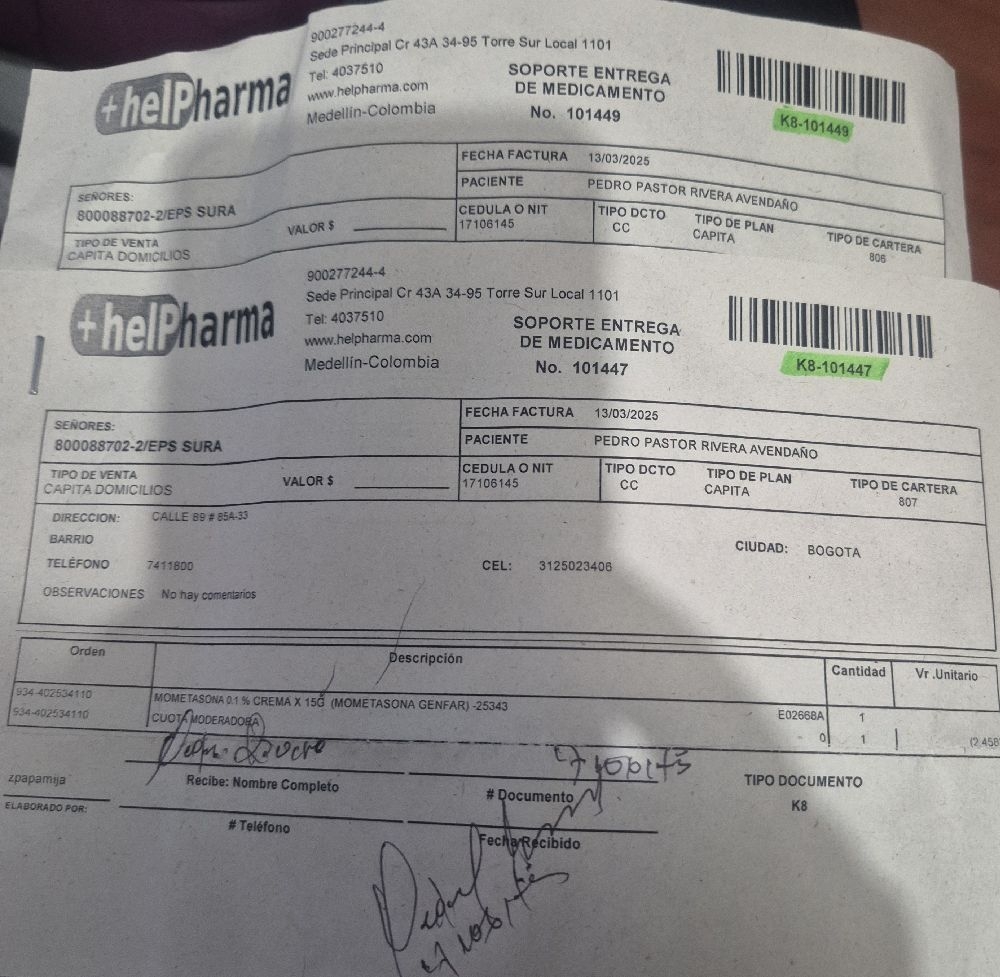 +helPharma
900277244-4
Sede Principal Cr 43A 34-95 Torre Sur Local 1101
Tel: 4037510
www.helpharma.com
Medellin-Colombia
SOPORTE ENTREGA
DE MEDICAMENTO
No. 101449
K8-101449
SEÑORES:
800088702-2/EPS SURA
FECHA FACTURA 13/03/2025
PACIENTE PEDRO PASTOR RIVERA AVENDAÑO
TIPO DE VENTA
CAPITA DOMICILIOS
VALOR $
CEDULA O NIT
17106145
TIPO DCTO
CC
TIPO DE PLAN
CAPITA
TIPO DE CARTERA
806
+helPharma
900277244-4
Sede Principal Cr 43A 34-95 Torre Sur Local 1101
Tel: 4037510
www.helpharma.com
Medellín-Colombia
SOPORTE ENTREGA
DE MEDICAMENTO
No. 101447
K8-101447
SEÑORES:
800088702-2/EPS SURA
FECHA FACTURA 13/03/2025
PACIENTE PEDRO PASTOR RIVERA AVENDAÑO
TIPO DE VENTA
CAPITA DOMICILIOS
VALOR $
CEDULA O NIT
17106145
TIPO DCTO
CC
TIPO DE PLAN
CAPITA
TIPO DE CARTERA
807
DIRECCION: CALLE 89 # 85A-33
BARRIO
CIUDAD: BOGOTA
TELÉFONO 7411800 CEL: 3125023406
OBSERVACIONES No hay comentarios
Orden Descripción Cantidad Vr.Unitario
934-402534110 MOMETASONA 0.1 % CREMA X 15G (MOMETASONA GENFAR) -25343 E02668A 1
934-402534110 CUOTA MODERADORA 0 1 (2,458
zpapamija
ELABORADO POR:
Recibe: Nombre Completo
# Documento
TIPO DOCUMENTO
K8
# Teléfono
Fecha Recibido